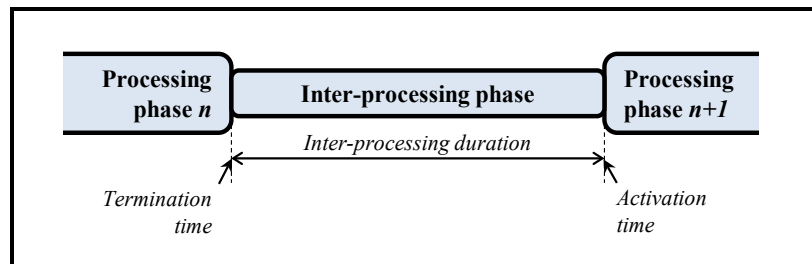 Processing
phase n
Inter-processing phase
Processing
phase n+1
Inter-processing duration
Termination
time
Activation
time